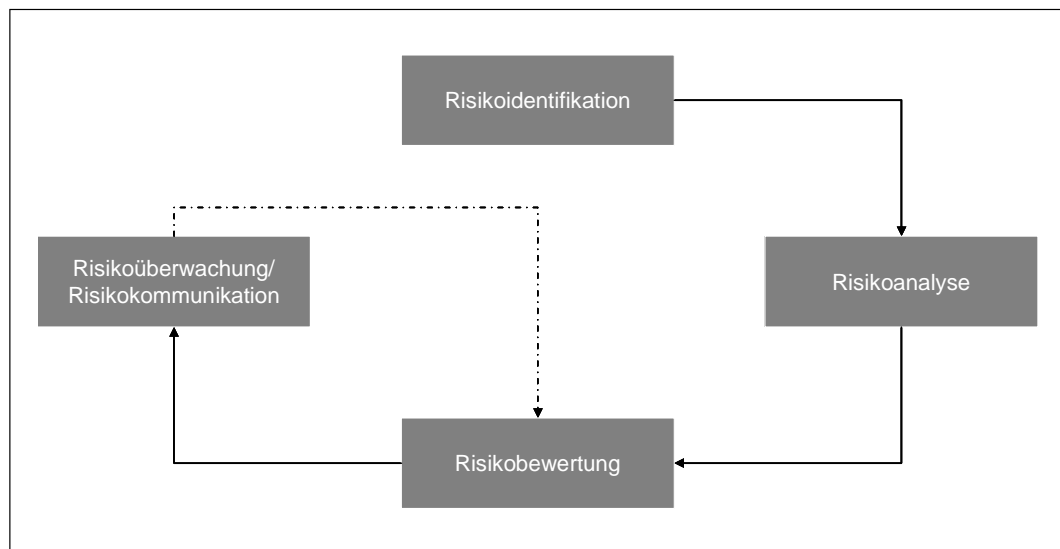 Risikoidentifikation
Risikoüberwachung/
Risikokommunikation
Risikoanalyse
Risikobewertung